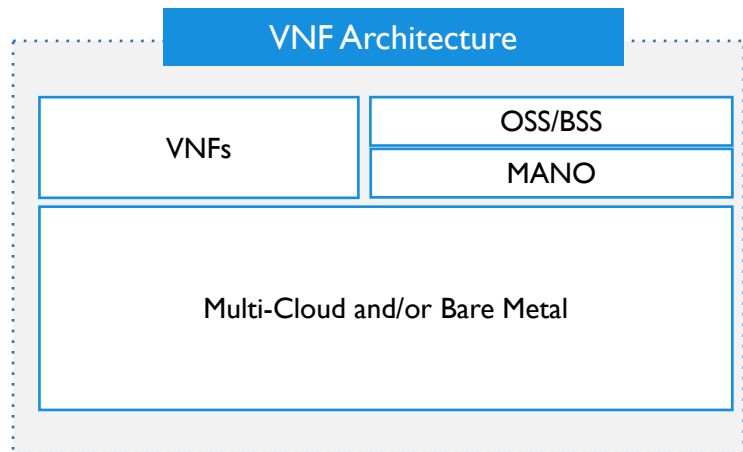 VNF Architecture
VNFs
OSS/BSS
MANO
Multi-Cloud and/or Bare Metal